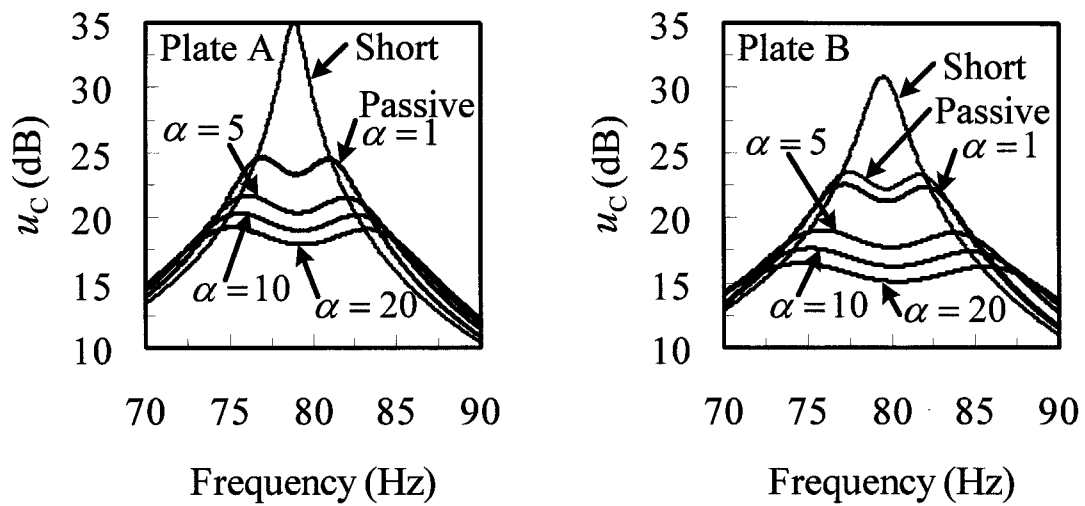 Plate A
Short
Passive
α = 1
α = 5
α = 10
α = 20
35
30
25
20
15
10
u_C (dB)
70 75 80 85 90
Frequency (Hz)
Plate B
Short
Passive
α = 1
α = 5
α = 10
α = 20
35
30
25
20
15
10
u_C (dB)
70 75 80 85 90
Frequency (Hz)